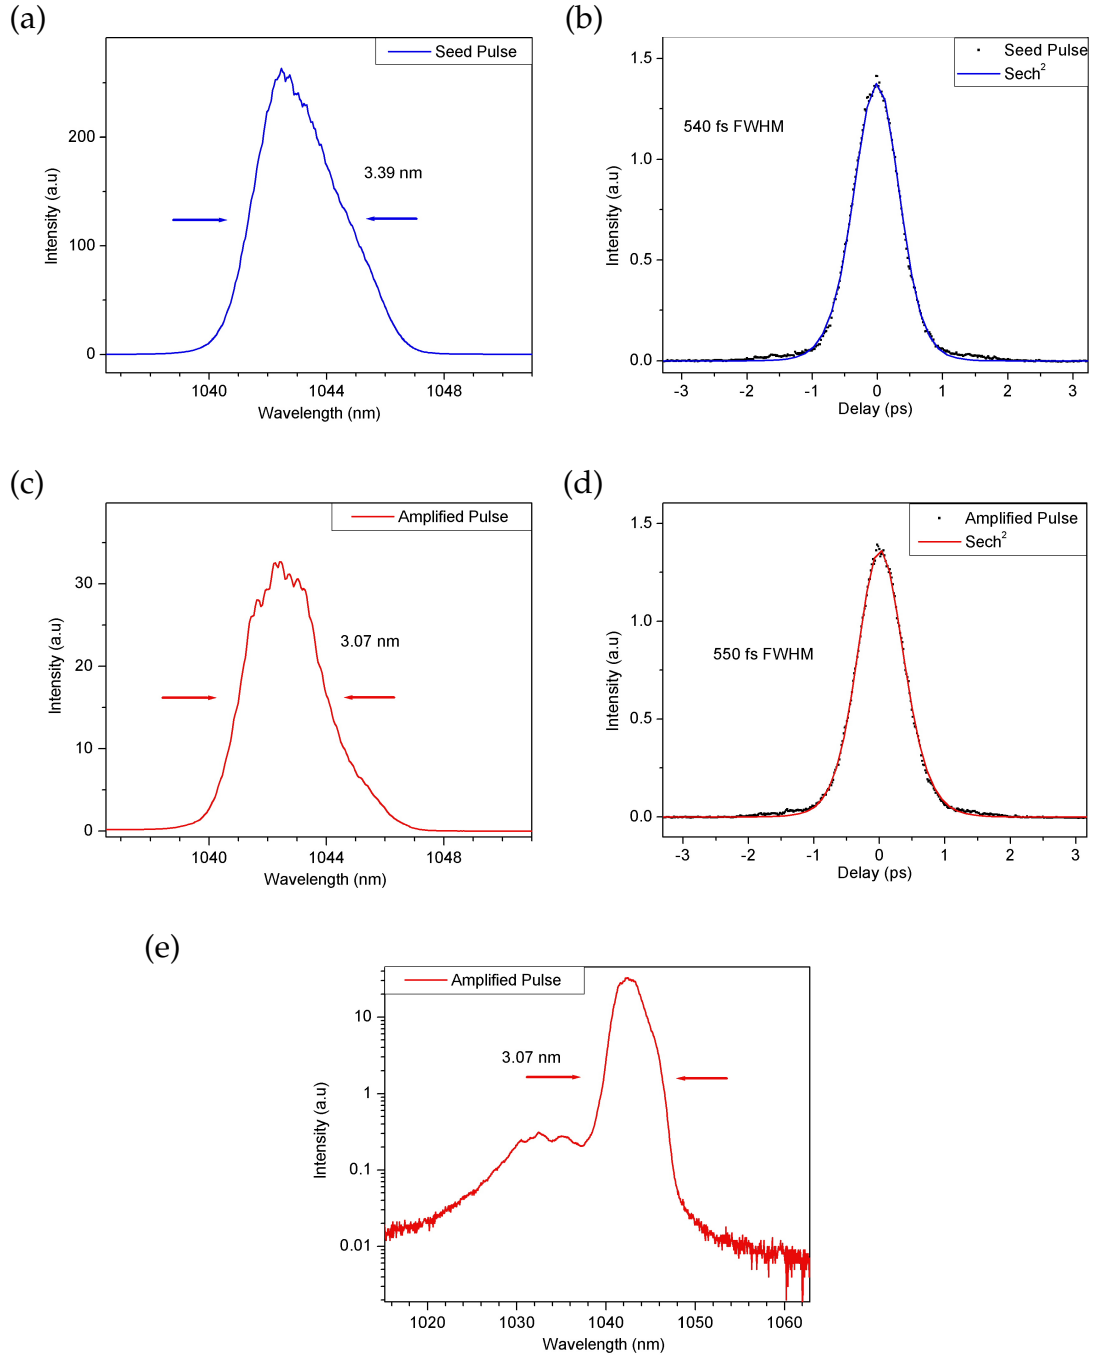 (a)
Seed Pulse
3.39 nm
Intensity (a.u)
200
100
0
1040
1044
1048
Wavelength (nm)
(b)
Seed Pulse
Sech²
540 fs FWHM
Intensity (a.u)
1.5
1.0
0.5
0.0
-3
-2
-1
0
1
2
3
Delay (ps)
(c)
Amplified Pulse
3.07 nm
Intensity (a.u)
30
20
10
0
1040
1044
1048
Wavelength (nm)
(d)
Amplified Pulse
Sech²
550 fs FWHM
Intensity (a.u)
1.5
1.0
0.5
0.0
-3
-2
-1
0
1
2
3
Delay (ps)
(e)
Amplified Pulse
3.07 nm
Intensity (a.u)
10
1
0.1
0.01
1020
1030
1040
1050
1060
Wavelength (nm)